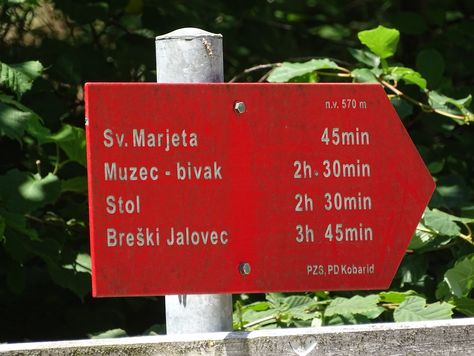 n.v. 570 m
Sv. Marjeta 45min
Muzec - bivak 2h 30min
Stol 2h 30min
Breški Jalovec 3h 45min
PZS, PD Kobarid